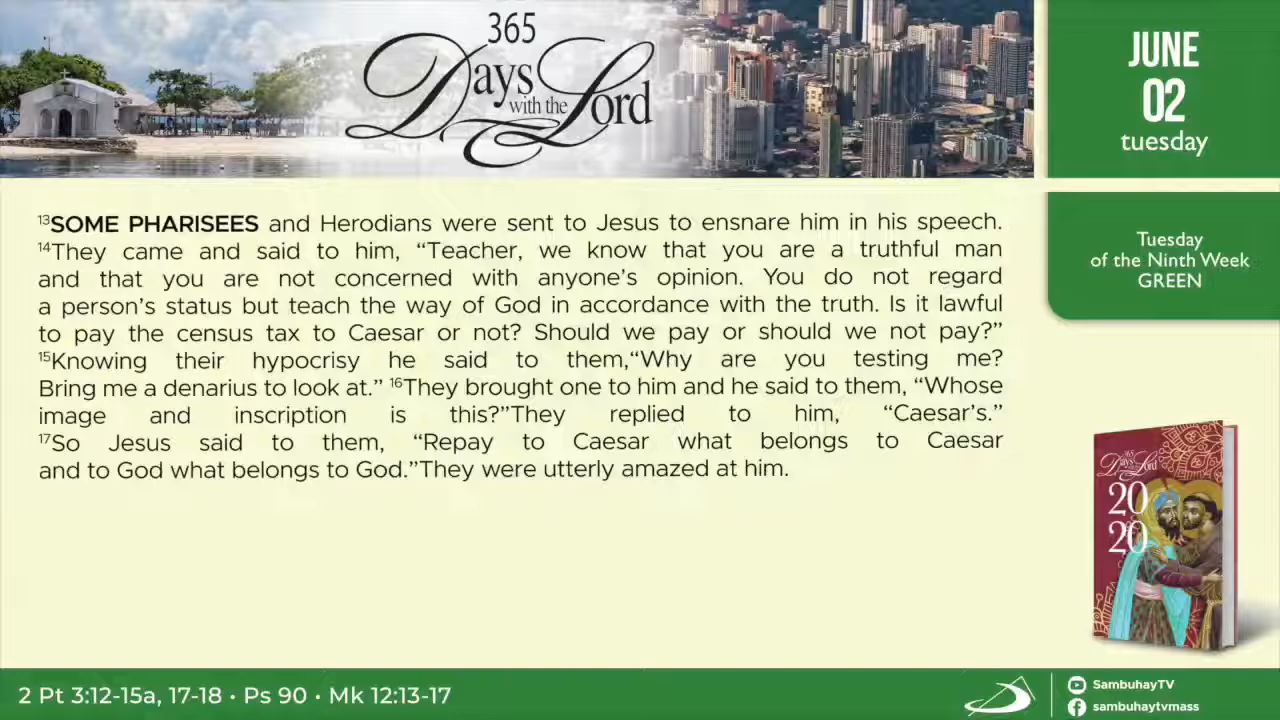 365
Days with the Lord
JUNE
02
tuesday
Tuesday
of the Ninth Week
GREEN
¹³SOME PHARISEES and Herodians were sent to Jesus to ensnare him in his speech.
¹⁴They came and said to him, “Teacher, we know that you are a truthful man
and that you are not concerned with anyone’s opinion. You do not regard
a person’s status but teach the way of God in accordance with the truth. Is it lawful
to pay the census tax to Caesar or not? Should we pay or should we not pay?”
¹⁵Knowing their hypocrisy he said to them,“Why are you testing me?
Bring me a denarius to look at.” ¹⁶They brought one to him and he said to them, “Whose
image and inscription is this?”They replied to him, “Caesar’s.”
¹⁷So Jesus said to them, “Repay to Caesar what belongs to Caesar
and to God what belongs to God.”They were utterly amazed at him.
365
Days with the Lord
20
20
2 Pt 3:12-15a, 17-18 • Ps 90 • Mk 12:13-17
SambuhayTV
sambuhaytvmass